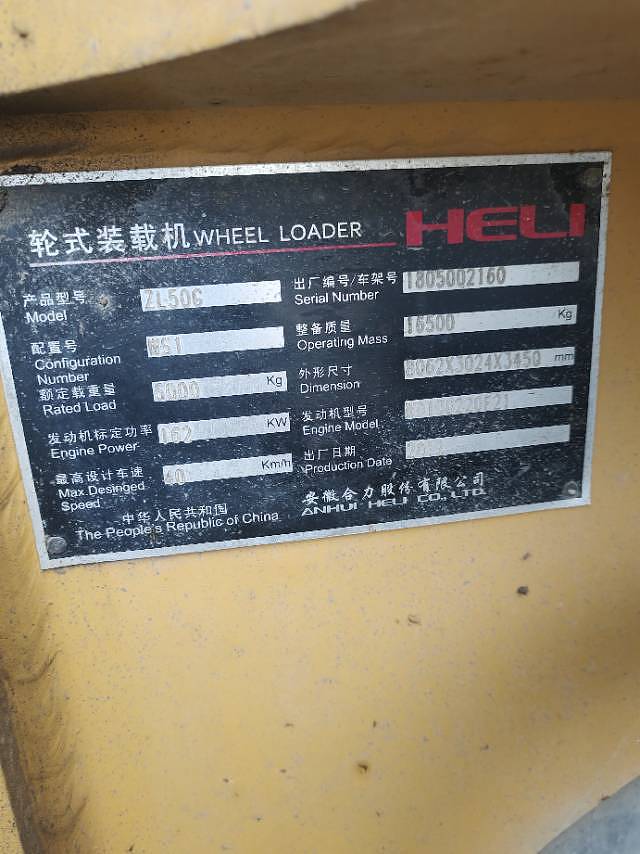 轮式装载机 WHEEL LOADER HELI
产品型号 ZL50G
Model
出厂编号/车架号 1805002160
Serial Number
配置号
Configuration
Number
整备质量 16500 Kg
Operating Mass
额定载重量 Kg
Rated Load
外形尺寸 8062X3024X3450 mm
Dimension
发动机标定功率 162 KW
Engine Power
发动机型号
Engine Model
最高设计车速 40 Km/h
Max.Desinged
Speed
出厂日期
Production Date
中华人民共和国
The People's Republic of China
安徽合力股份有限公司
ANHUI HELI CO.,LTD.